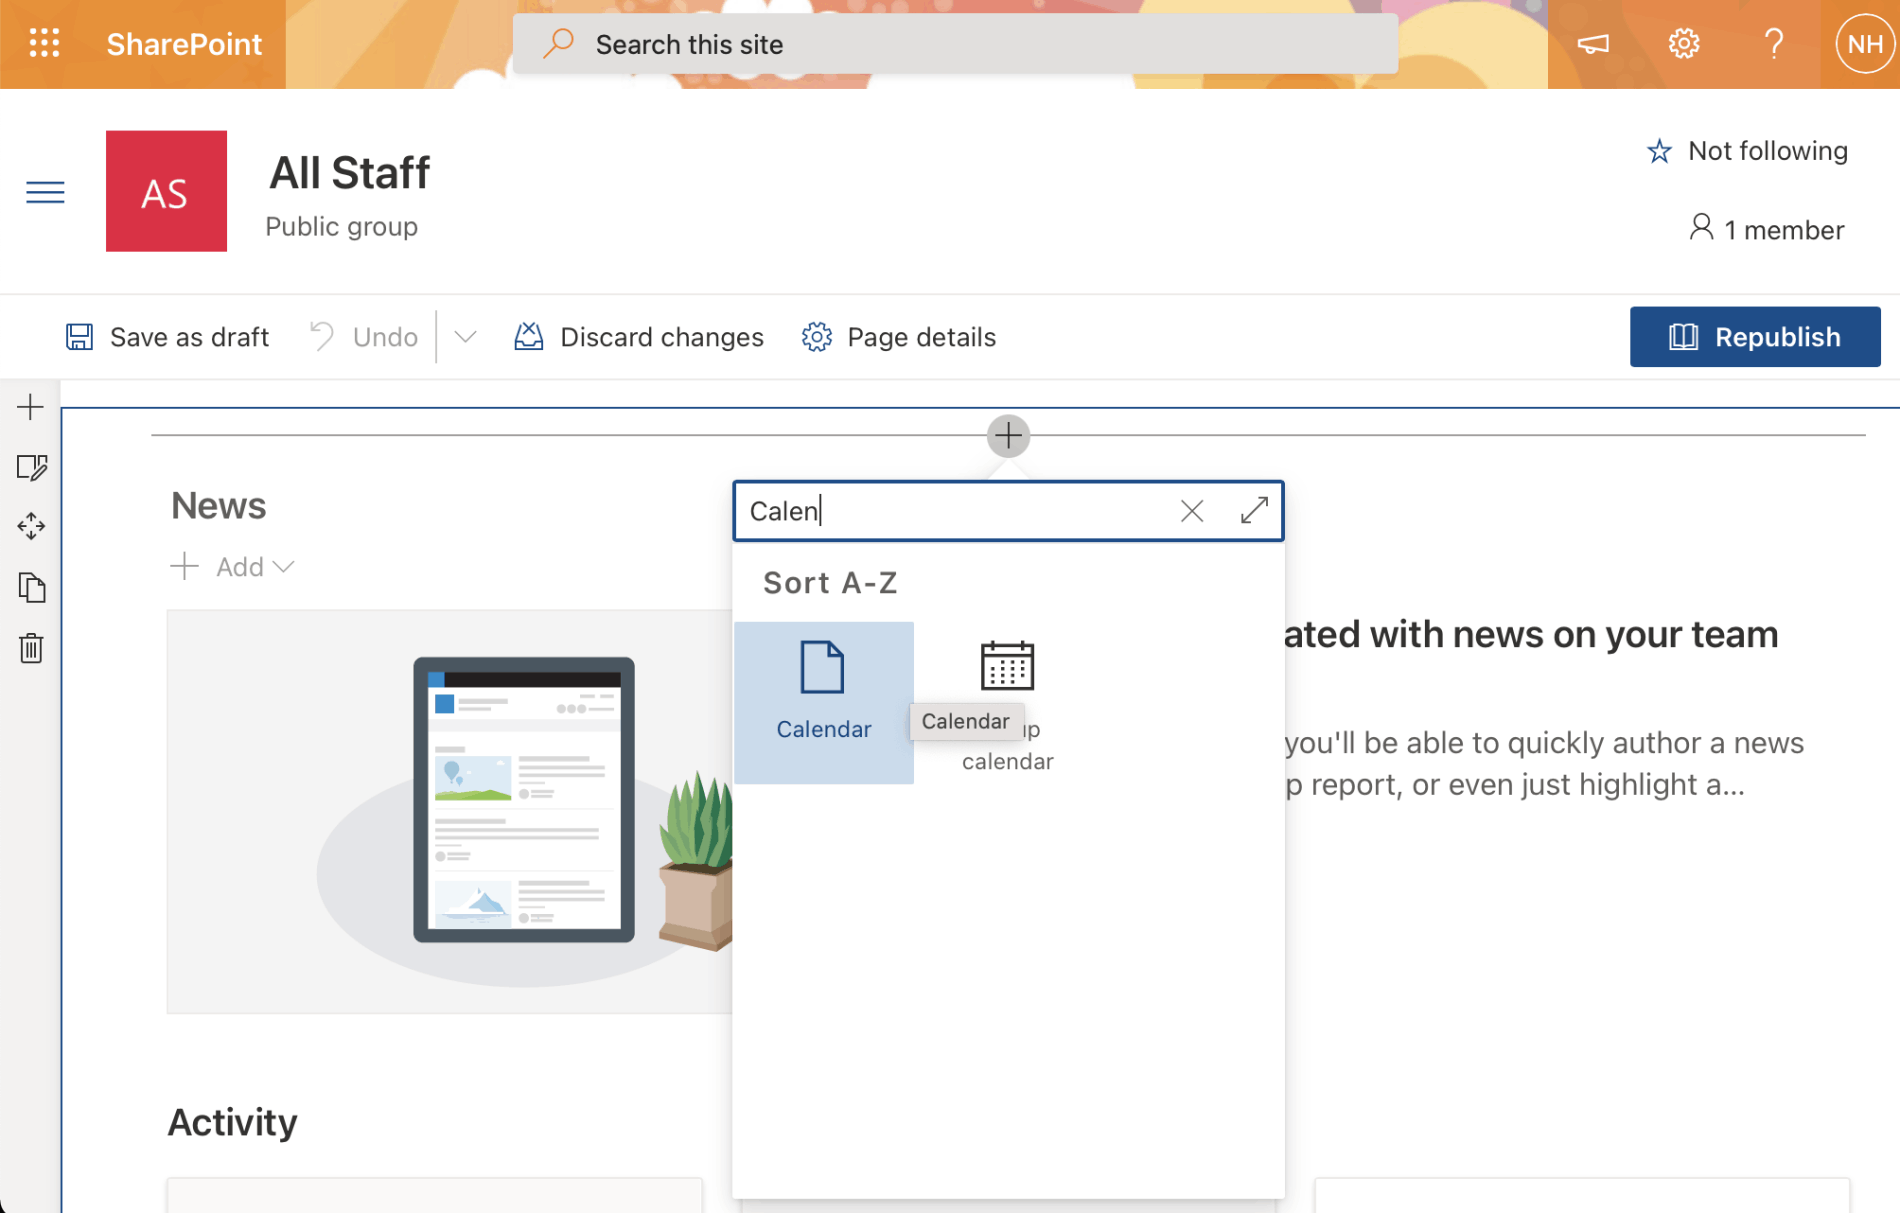 SharePoint
Search this site
NH
AS
All Staff
Public group
Not following
1 member
Save as draft
Undo
Discard changes
Page details
Republish
News
Add
Calen
Sort A-Z
Calendar
Calendar
up
calendar
ated with news on your team
you'll be able to quickly author a news
p report, or even just highlight a...
Activity